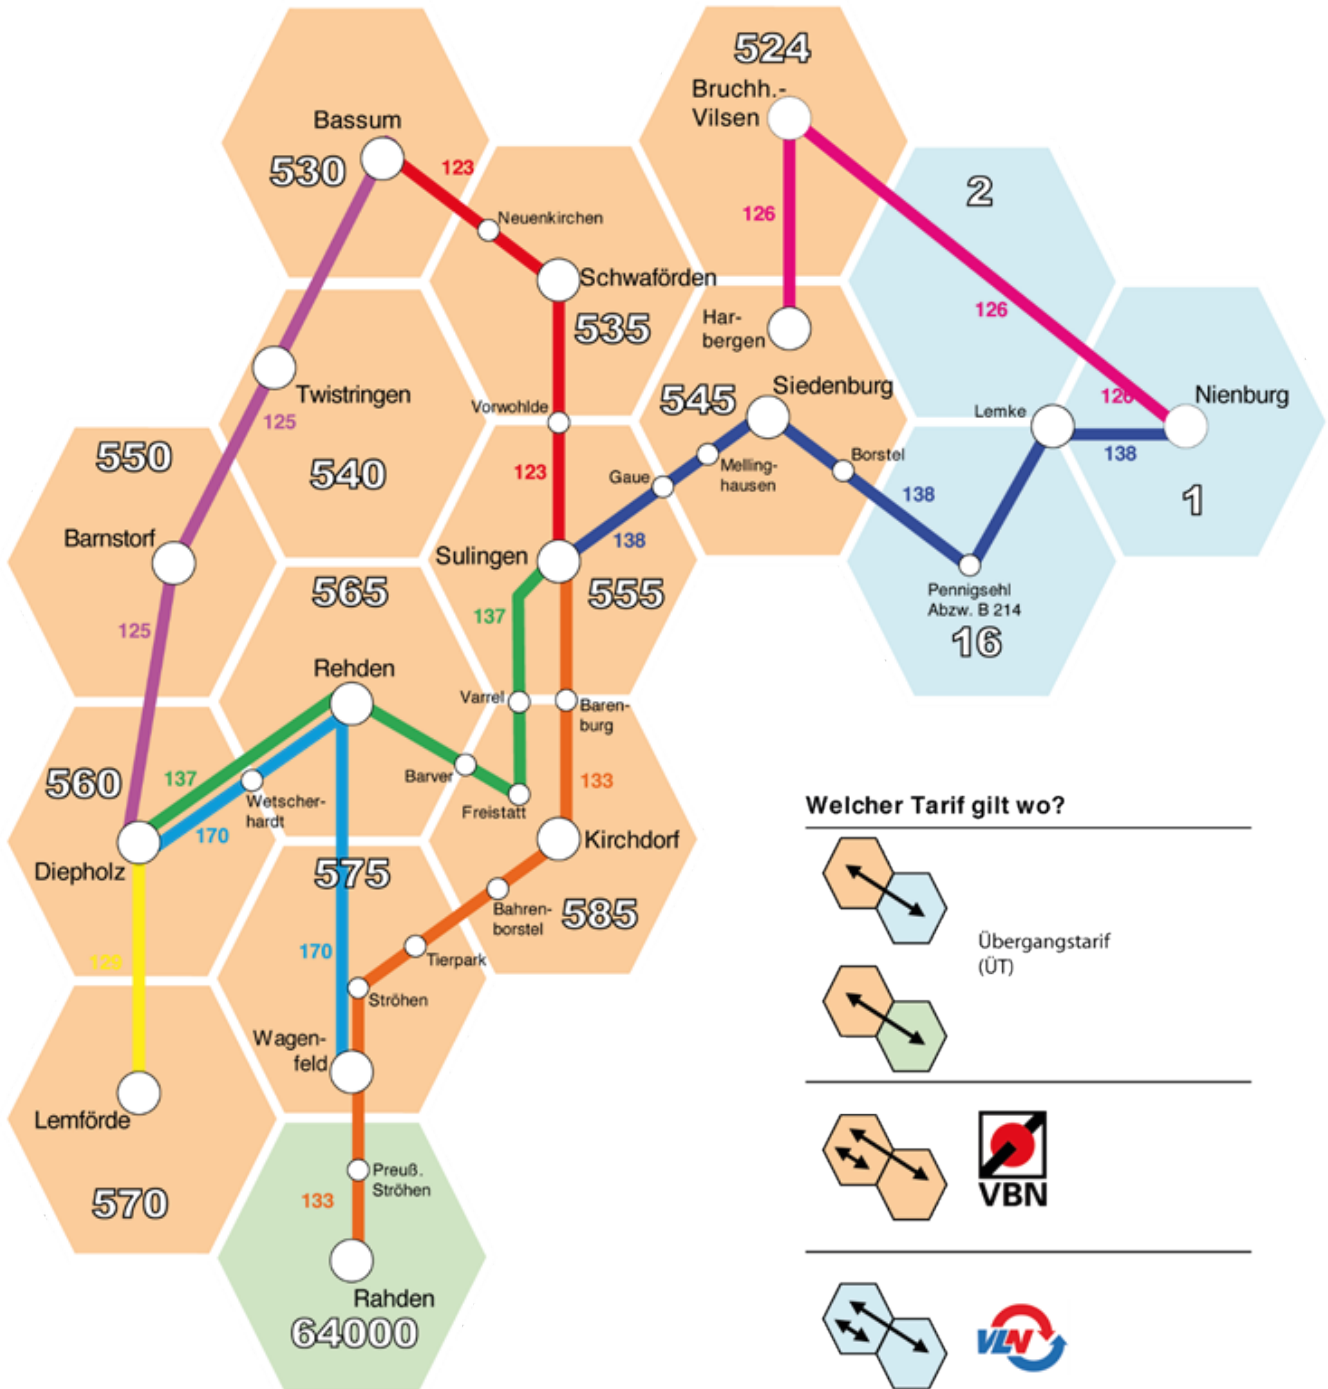 524
Bruchh.-
Vilsen
Bassum
530
123
2
126
Neuenkirchen
Schwaförden
535
Har-
bergen
126
Twistringen
125
Vorwohlde
545
Siedenburg
Lemke
126
Nienburg
138
1
550
540
123
Gaue
Melling-
hausen
Borstel
138
Barnstorf
Sulingen
138
555
565
137
125
Pennigsehl
Abzw. B 214
16
Rehden
Varrel
Baren-
burg
560
137
Wetscher-
hardt
170
Barver
Freistatt
133
Diepholz
Kirchdorf
575
585
Bahren-
borstel
170
Tierpark
Ströhen
129
Wagen-
feld
Lemförde
570
Preuß.
Ströhen
133
Rahden
64000
Welcher Tarif gilt wo?
Übergangstarif
(ÜT)
VBN
VLN